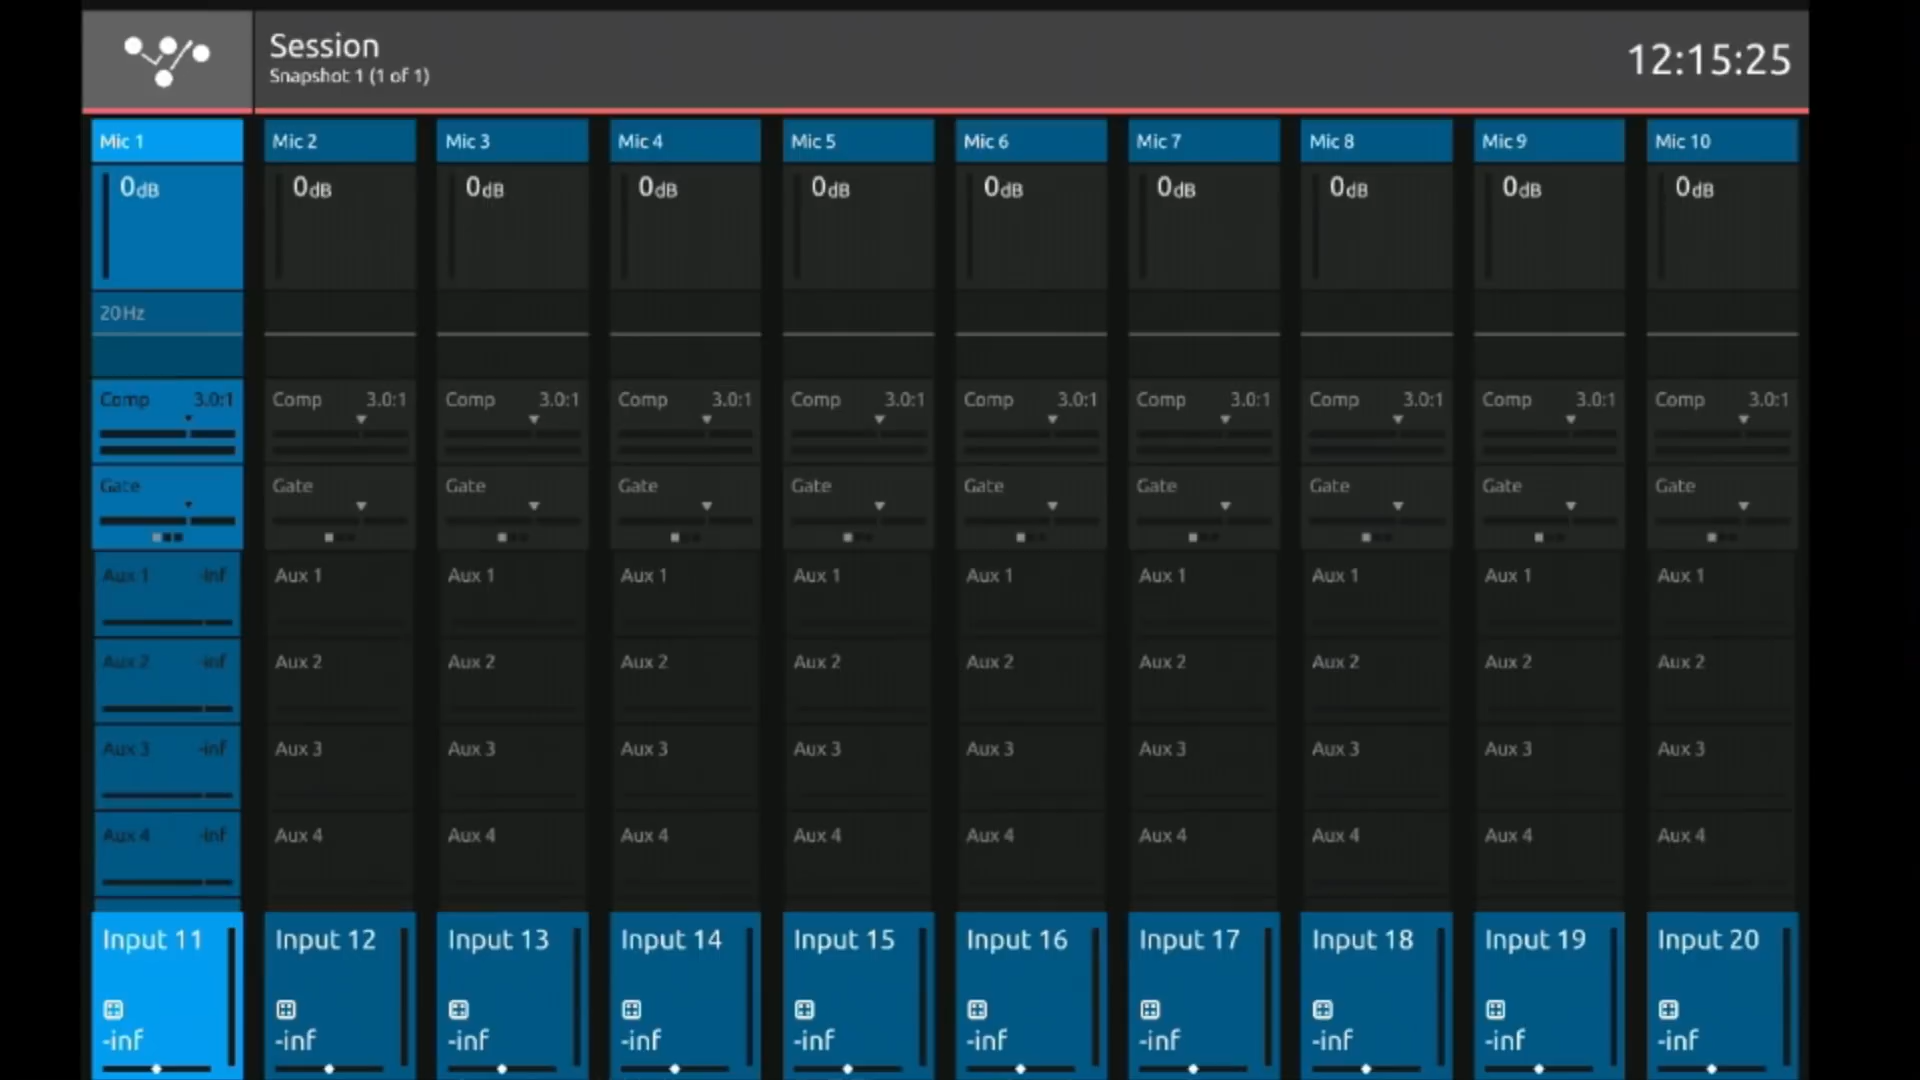 Session
12:15:25
Snapshot 1 (1 of 1)
Mic 1 Mic 2 Mic 3 Mic 4 Mic 5 Mic 6 Mic 7 Mic 8 Mic 9 Mic 10
0dB 0dB 0dB 0dB 0dB 0dB 0dB 0dB 0dB 0dB
20Hz
Comp 3.0:1 Comp 3.0:1 Comp 3.0:1 Comp 3.0:1 Comp 3.0:1 Comp 3.0:1 Comp 3.0:1 Comp 3.0:1 Comp 3.0:1 Comp 3.0:1
Gate Gate Gate Gate Gate Gate Gate Gate Gate Gate
Aux 1 -inf Aux 1 Aux 1 Aux 1 Aux 1 Aux 1 Aux 1 Aux 1 Aux 1 Aux 1
Aux 2 -inf Aux 2 Aux 2 Aux 2 Aux 2 Aux 2 Aux 2 Aux 2 Aux 2 Aux 2
Aux 3 -inf Aux 3 Aux 3 Aux 3 Aux 3 Aux 3 Aux 3 Aux 3 Aux 3 Aux 3
Aux 4 -inf Aux 4 Aux 4 Aux 4 Aux 4 Aux 4 Aux 4 Aux 4 Aux 4 Aux 4
Input 11 Input 12 Input 13 Input 14 Input 15 Input 16 Input 17 Input 18 Input 19 Input 20
-inf -inf -inf -inf -inf -inf -inf -inf -inf -inf